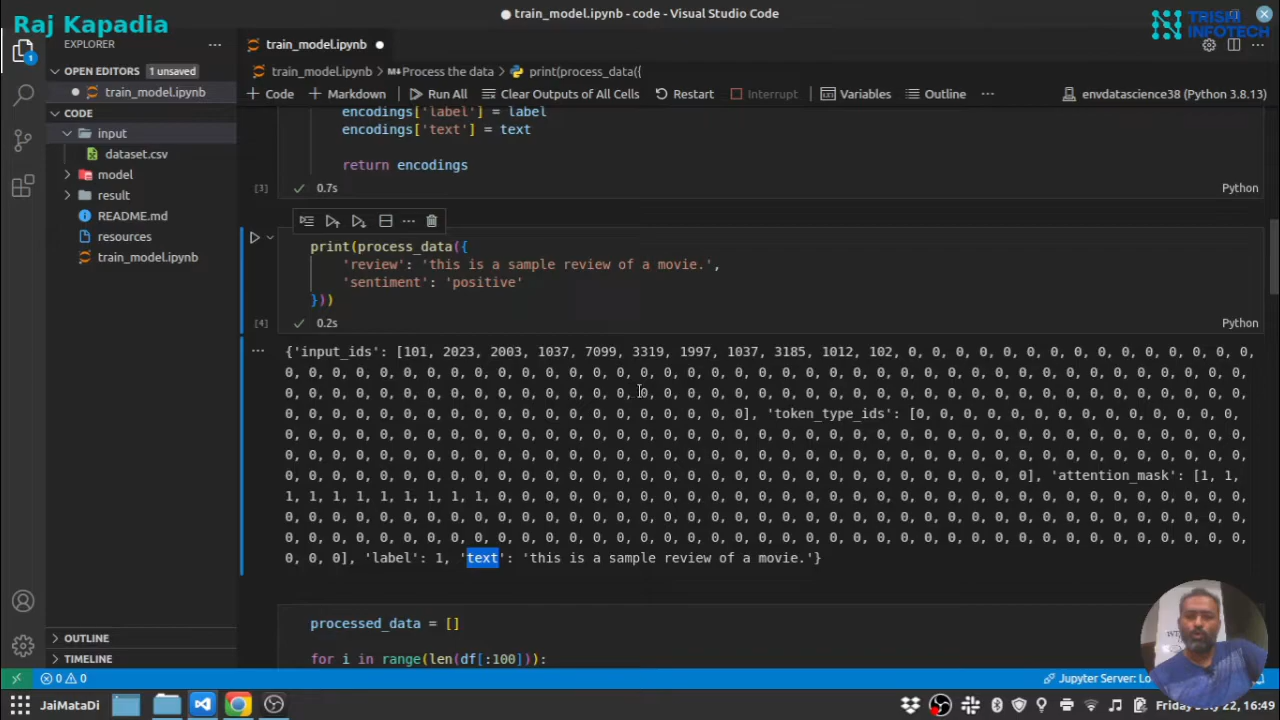 Raj Kapadia
train_model.ipynb - code - Visual Studio Code
TRISHI
INFOTECH
EXPLORER
train_model.ipynb
OPEN EDITORS 1 unsaved
train_model.ipynb > Process the data > print(process_data({
train_model.ipynb
+ Code + Markdown Run All Clear Outputs of All Cells Restart Interrupt Variables Outline envdatascience38 (Python 3.8.13)
CODE
input
dataset.csv
model
result
README.md
resources
train_model.ipynb
encodings['label'] = label
encodings['text'] = text
return encodings
[3] 0.7s Python
print(process_data({
'review': 'this is a sample review of a movie.',
'sentiment': 'positive'
}))
[4] 0.2s Python
{'input_ids': [101, 2023, 2003, 1037, 7099, 3319, 1997, 1037, 3185, 1012, 102, 0, 0, 0, 0, 0, 0, 0, 0, 0, 0, 0, 0, 0, 0, 0,
0, 0, 0, 0, 0, 0, 0, 0, 0, 0, 0, 0, 0, 0, 0, 0, 0, 0, 0, 0, 0, 0, 0, 0, 0, 0, 0, 0, 0, 0, 0, 0, 0, 0, 0, 0, 0, 0, 0, 0,
0, 0, 0, 0, 0, 0, 0, 0, 0, 0, 0, 0, 0, 0, 0, 0, 0, 0, 0, 0, 0, 0, 0, 0, 0, 0, 0, 0, 0, 0, 0, 0, 0, 0, 0, 0, 0, 0, 0, 0,
0, 0, 0, 0, 0, 0, 0, 0, 0, 0, 0, 0, 0, 0, 0, 0, 0, 0, 0, 0], 'token_type_ids': [0, 0, 0, 0, 0, 0, 0, 0, 0, 0, 0, 0, 0, 0,
0, 0, 0, 0, 0, 0, 0, 0, 0, 0, 0, 0, 0, 0, 0, 0, 0, 0, 0, 0, 0, 0, 0, 0, 0, 0, 0, 0, 0, 0, 0, 0, 0, 0, 0, 0, 0, 0, 0, 0,
0, 0, 0, 0, 0, 0, 0, 0, 0, 0, 0, 0, 0, 0, 0, 0, 0, 0, 0, 0, 0, 0, 0, 0, 0, 0, 0, 0, 0, 0, 0, 0, 0, 0, 0, 0, 0, 0, 0, 0,
0, 0, 0, 0, 0, 0, 0, 0, 0, 0, 0, 0, 0, 0, 0, 0, 0, 0, 0, 0, 0, 0, 0, 0, 0, 0, 0, 0, 0, 0, 0, 0], 'attention_mask': [1, 1,
1, 1, 1, 1, 1, 1, 1, 1, 1, 0, 0, 0, 0, 0, 0, 0, 0, 0, 0, 0, 0, 0, 0, 0, 0, 0, 0, 0, 0, 0, 0, 0, 0, 0, 0, 0, 0, 0, 0,
0, 0, 0, 0, 0, 0, 0, 0, 0, 0, 0, 0, 0, 0, 0, 0, 0, 0, 0, 0, 0, 0, 0, 0, 0, 0, 0, 0, 0, 0, 0, 0, 0, 0, 0, 0, 0, 0, 0, 0,
0, 0, 0, 0, 0, 0, 0, 0, 0, 0, 0, 0, 0, 0, 0, 0, 0, 0, 0, 0, 0, 0, 0, 0, 0, 0, 0, 0, 0, 0, 0, 0, 0, 0, 0, 0, 0, 0, 0, 0,
0, 0, 0], 'label': 1, 'text': 'this is a sample review of a movie.'}
processed_data = []
for i in range(len(df[:100])):
OUTLINE
TIMELINE
0 0
Jupyter Server:
JaiMataDi
16:49